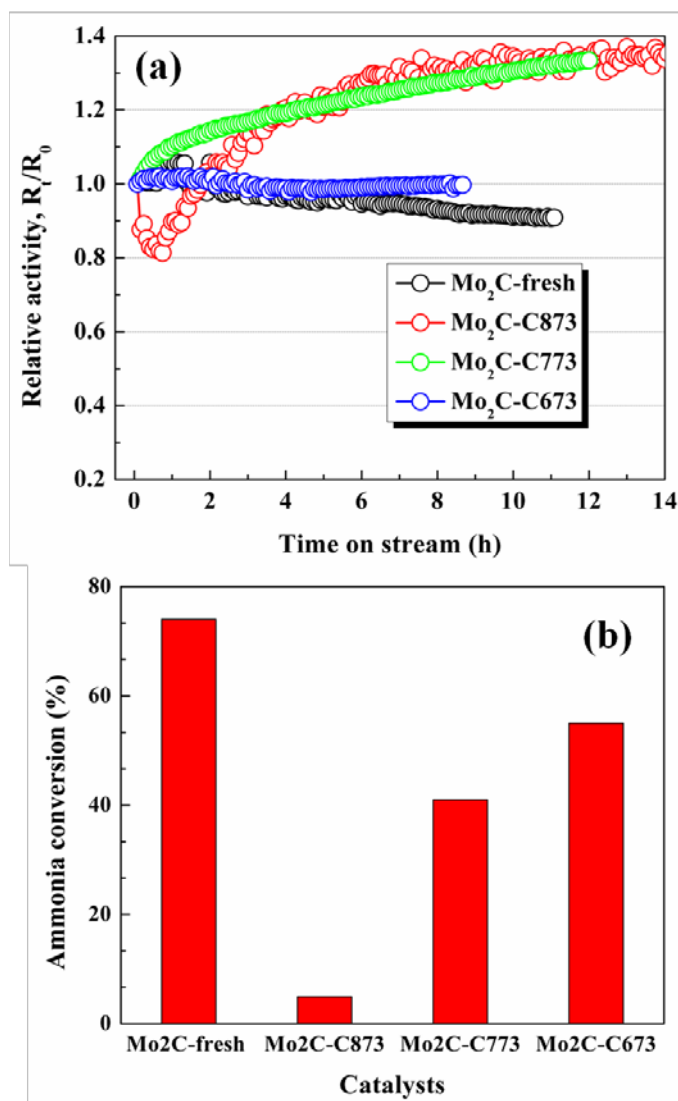 (a)
1.4
1.2
1.0
0.8
0.6
0.4
0.2
Relative activity, Rt/R0
Mo2C-fresh
Mo2C-C873
Mo2C-C773
Mo2C-C673
0 2 4 6 8 10 12 14
Time on stream (h)
(b)
80
60
40
20
0
Ammonia conversion (%)
Mo2C-fresh Mo2C-C873 Mo2C-C773 Mo2C-C673
Catalysts